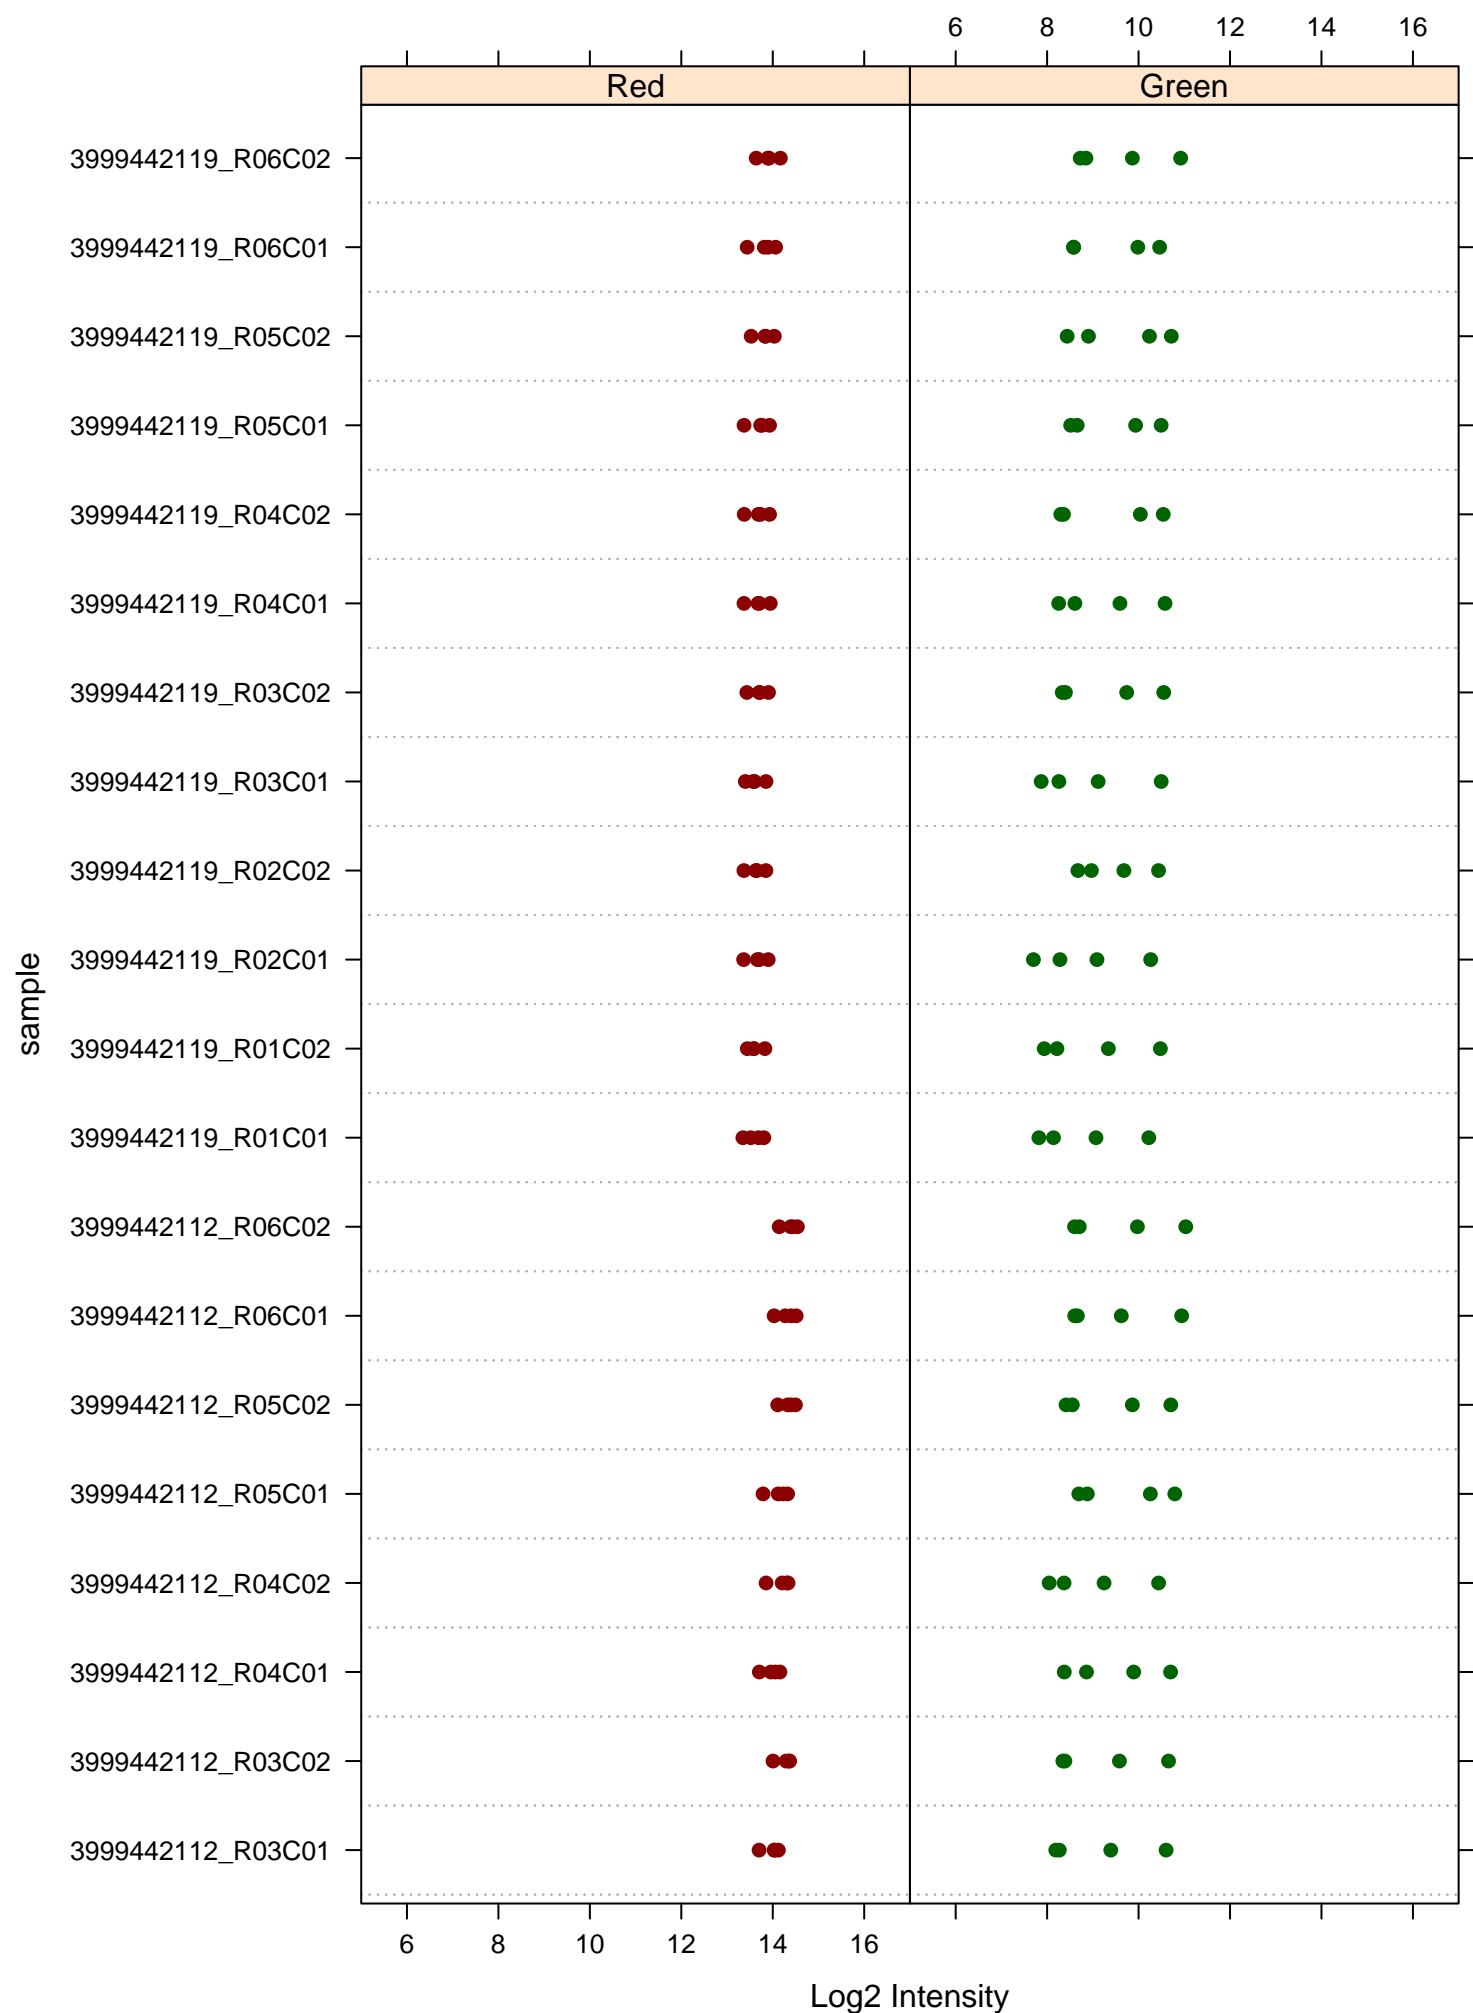 6 8 10 12 14 16
Red Green
3999442119_R06C02
3999442119_R06C01
3999442119_R05C02
3999442119_R05C01
3999442119_R04C02
3999442119_R04C01
3999442119_R03C02
3999442119_R03C01
3999442119_R02C02
3999442119_R02C01
3999442119_R01C02
3999442119_R01C01
3999442112_R06C02
3999442112_R06C01
3999442112_R05C02
3999442112_R05C01
3999442112_R04C02
3999442112_R04C01
3999442112_R03C02
3999442112_R03C01
sample
6 8 10 12 14 16
Log2 Intensity